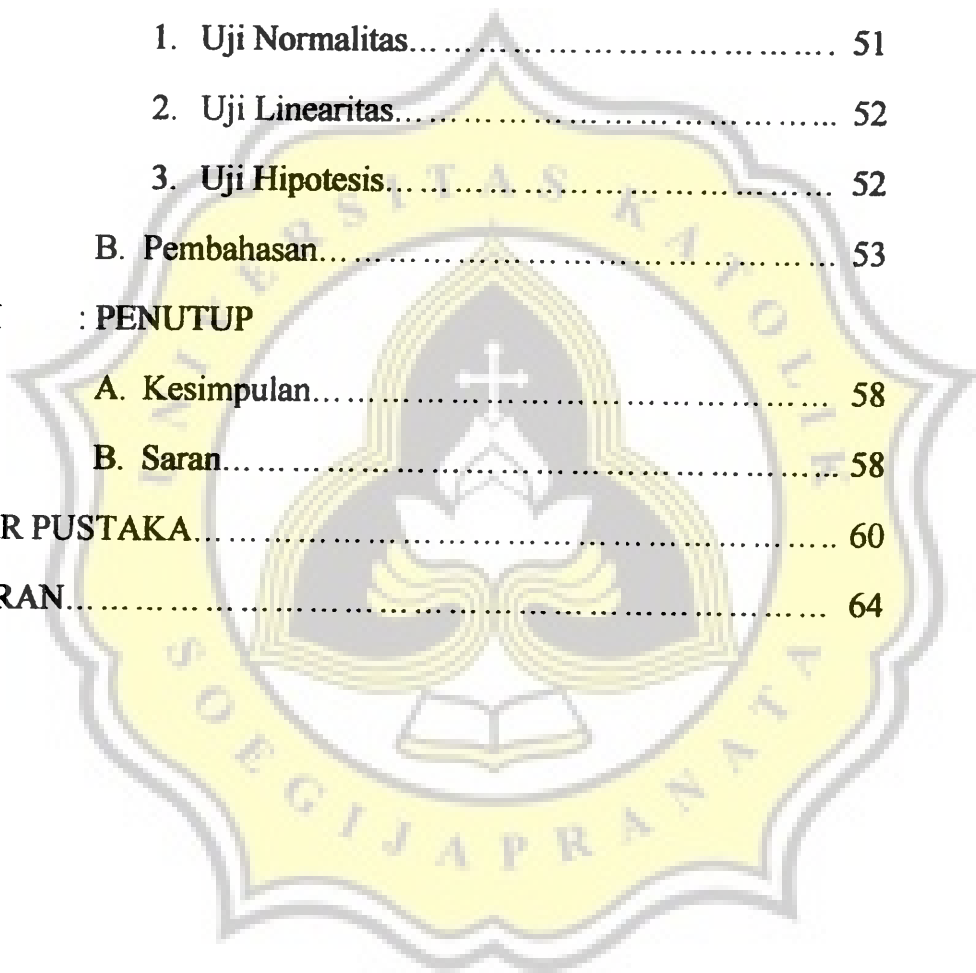 1. Uji Normalitas............................................. 51
2. Uji Linearitas............................................. 52
3. Uji Hipotesis............................................. 52
B. Pembahasan............................................. 53
I : PENUTUP
A. Kesimpulan............................................. 58
B. Saran............................................. 58
R PUSTAKA............................................. 60
RAN............................................. 64
UNIVERSITAS KATOLIK
SOEGIJAPRANATA